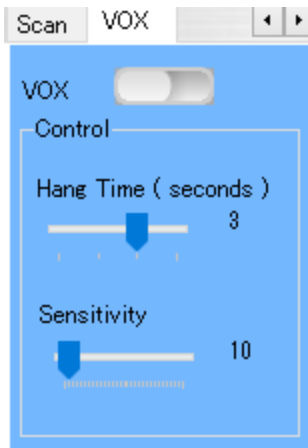 Scan VOX
VOX
Control
Hang Time ( seconds )
3
Sensitivity
10